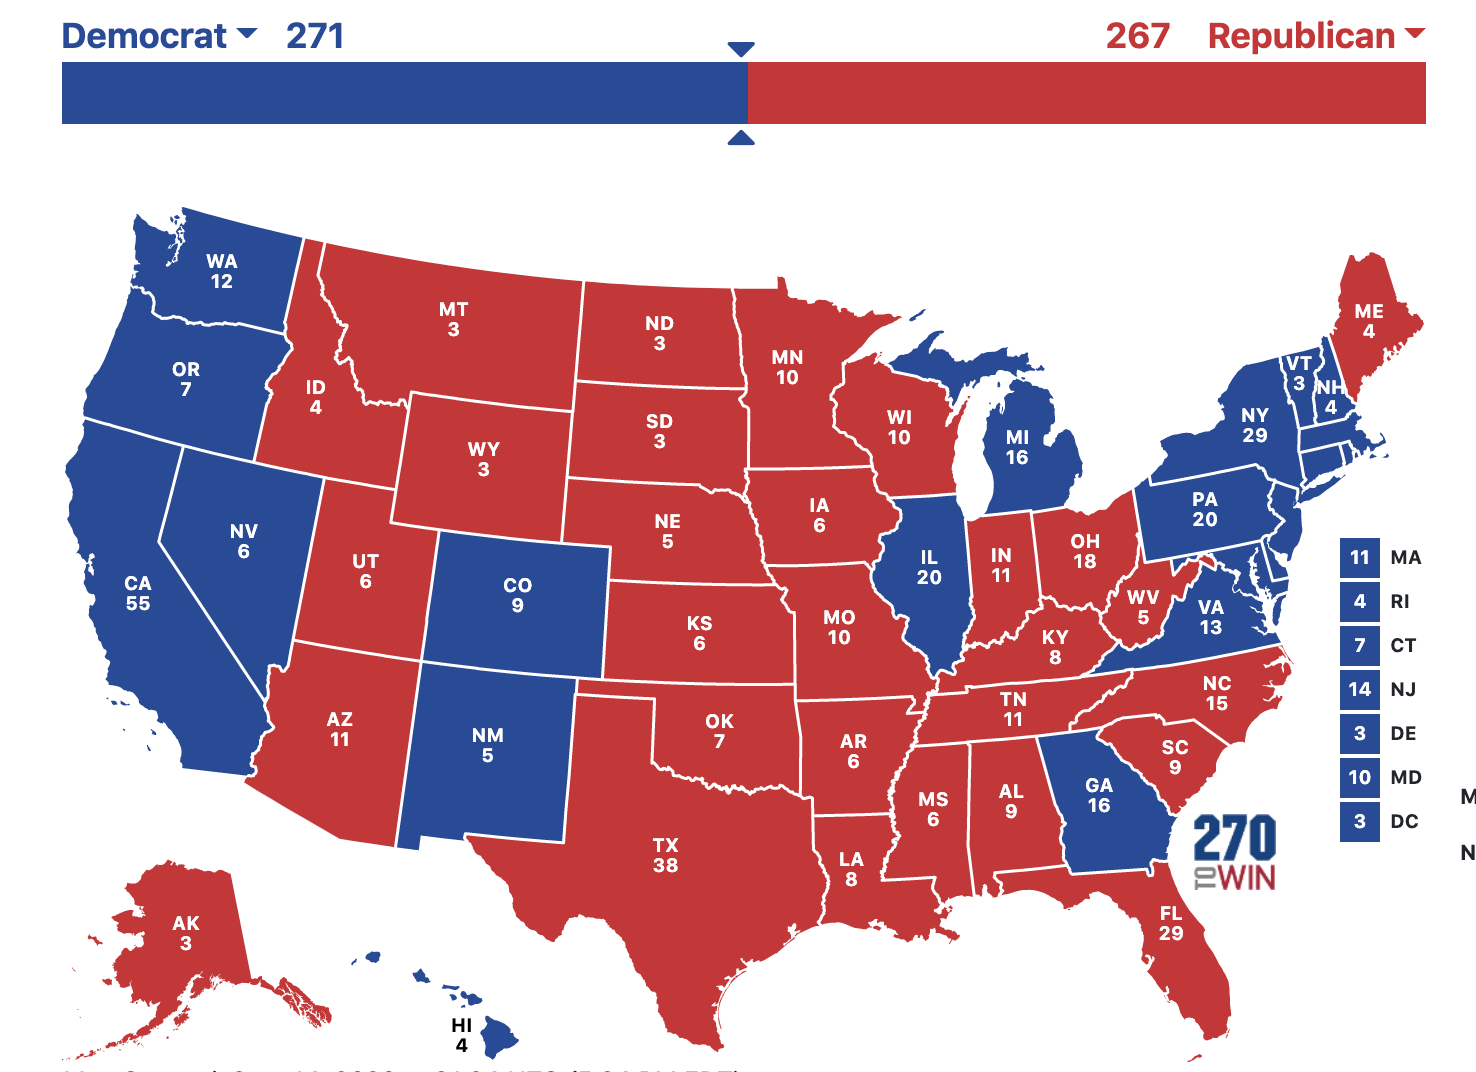 Democrat 271
267 Republican
WA
12
OR
7
CA
55
NV
6
ID
4
MT
3
WY
3
UT
6
AZ
11
CO
9
NM
5
ND
3
SD
3
NE
5
KS
6
OK
7
TX
38
MN
10
IA
6
MO
10
AR
6
LA
8
WI
10
IL
20
MS
6
MI
16
IN
11
OH
18
KY
8
TN
11
AL
9
GA
16
FL
29
SC
9
NC
15
VA
13
WV
5
PA
20
NY
29
VT
3
NH
4
ME
4
AK
3
HI
4
11 MA
4 RI
7 CT
14 NJ
3 DE
10 MD
3 DC
270
TO WIN